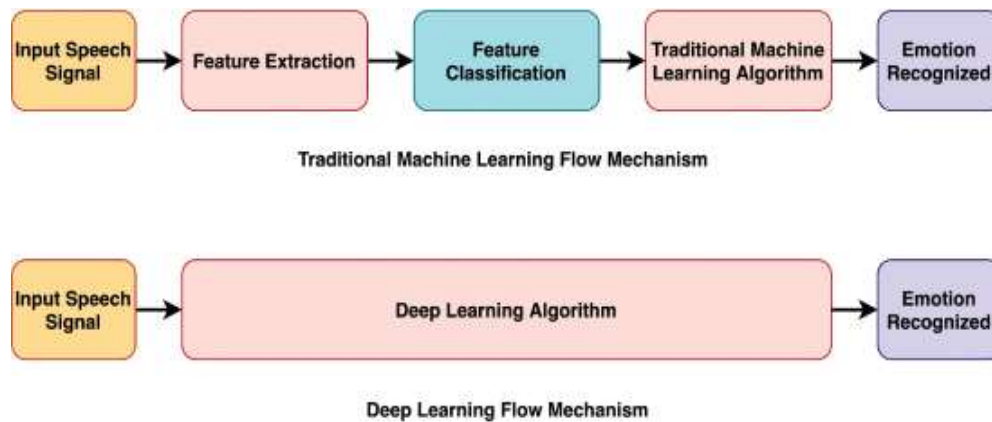 Input Speech
Signal
Feature Extraction
Feature
Classification
Traditional Machine
Learning Algorithm
Emotion
Recognized
Traditional Machine Learning Flow Mechanism
Input Speech
Signal
Deep Learning Algorithm
Emotion
Recognized
Deep Learning Flow Mechanism